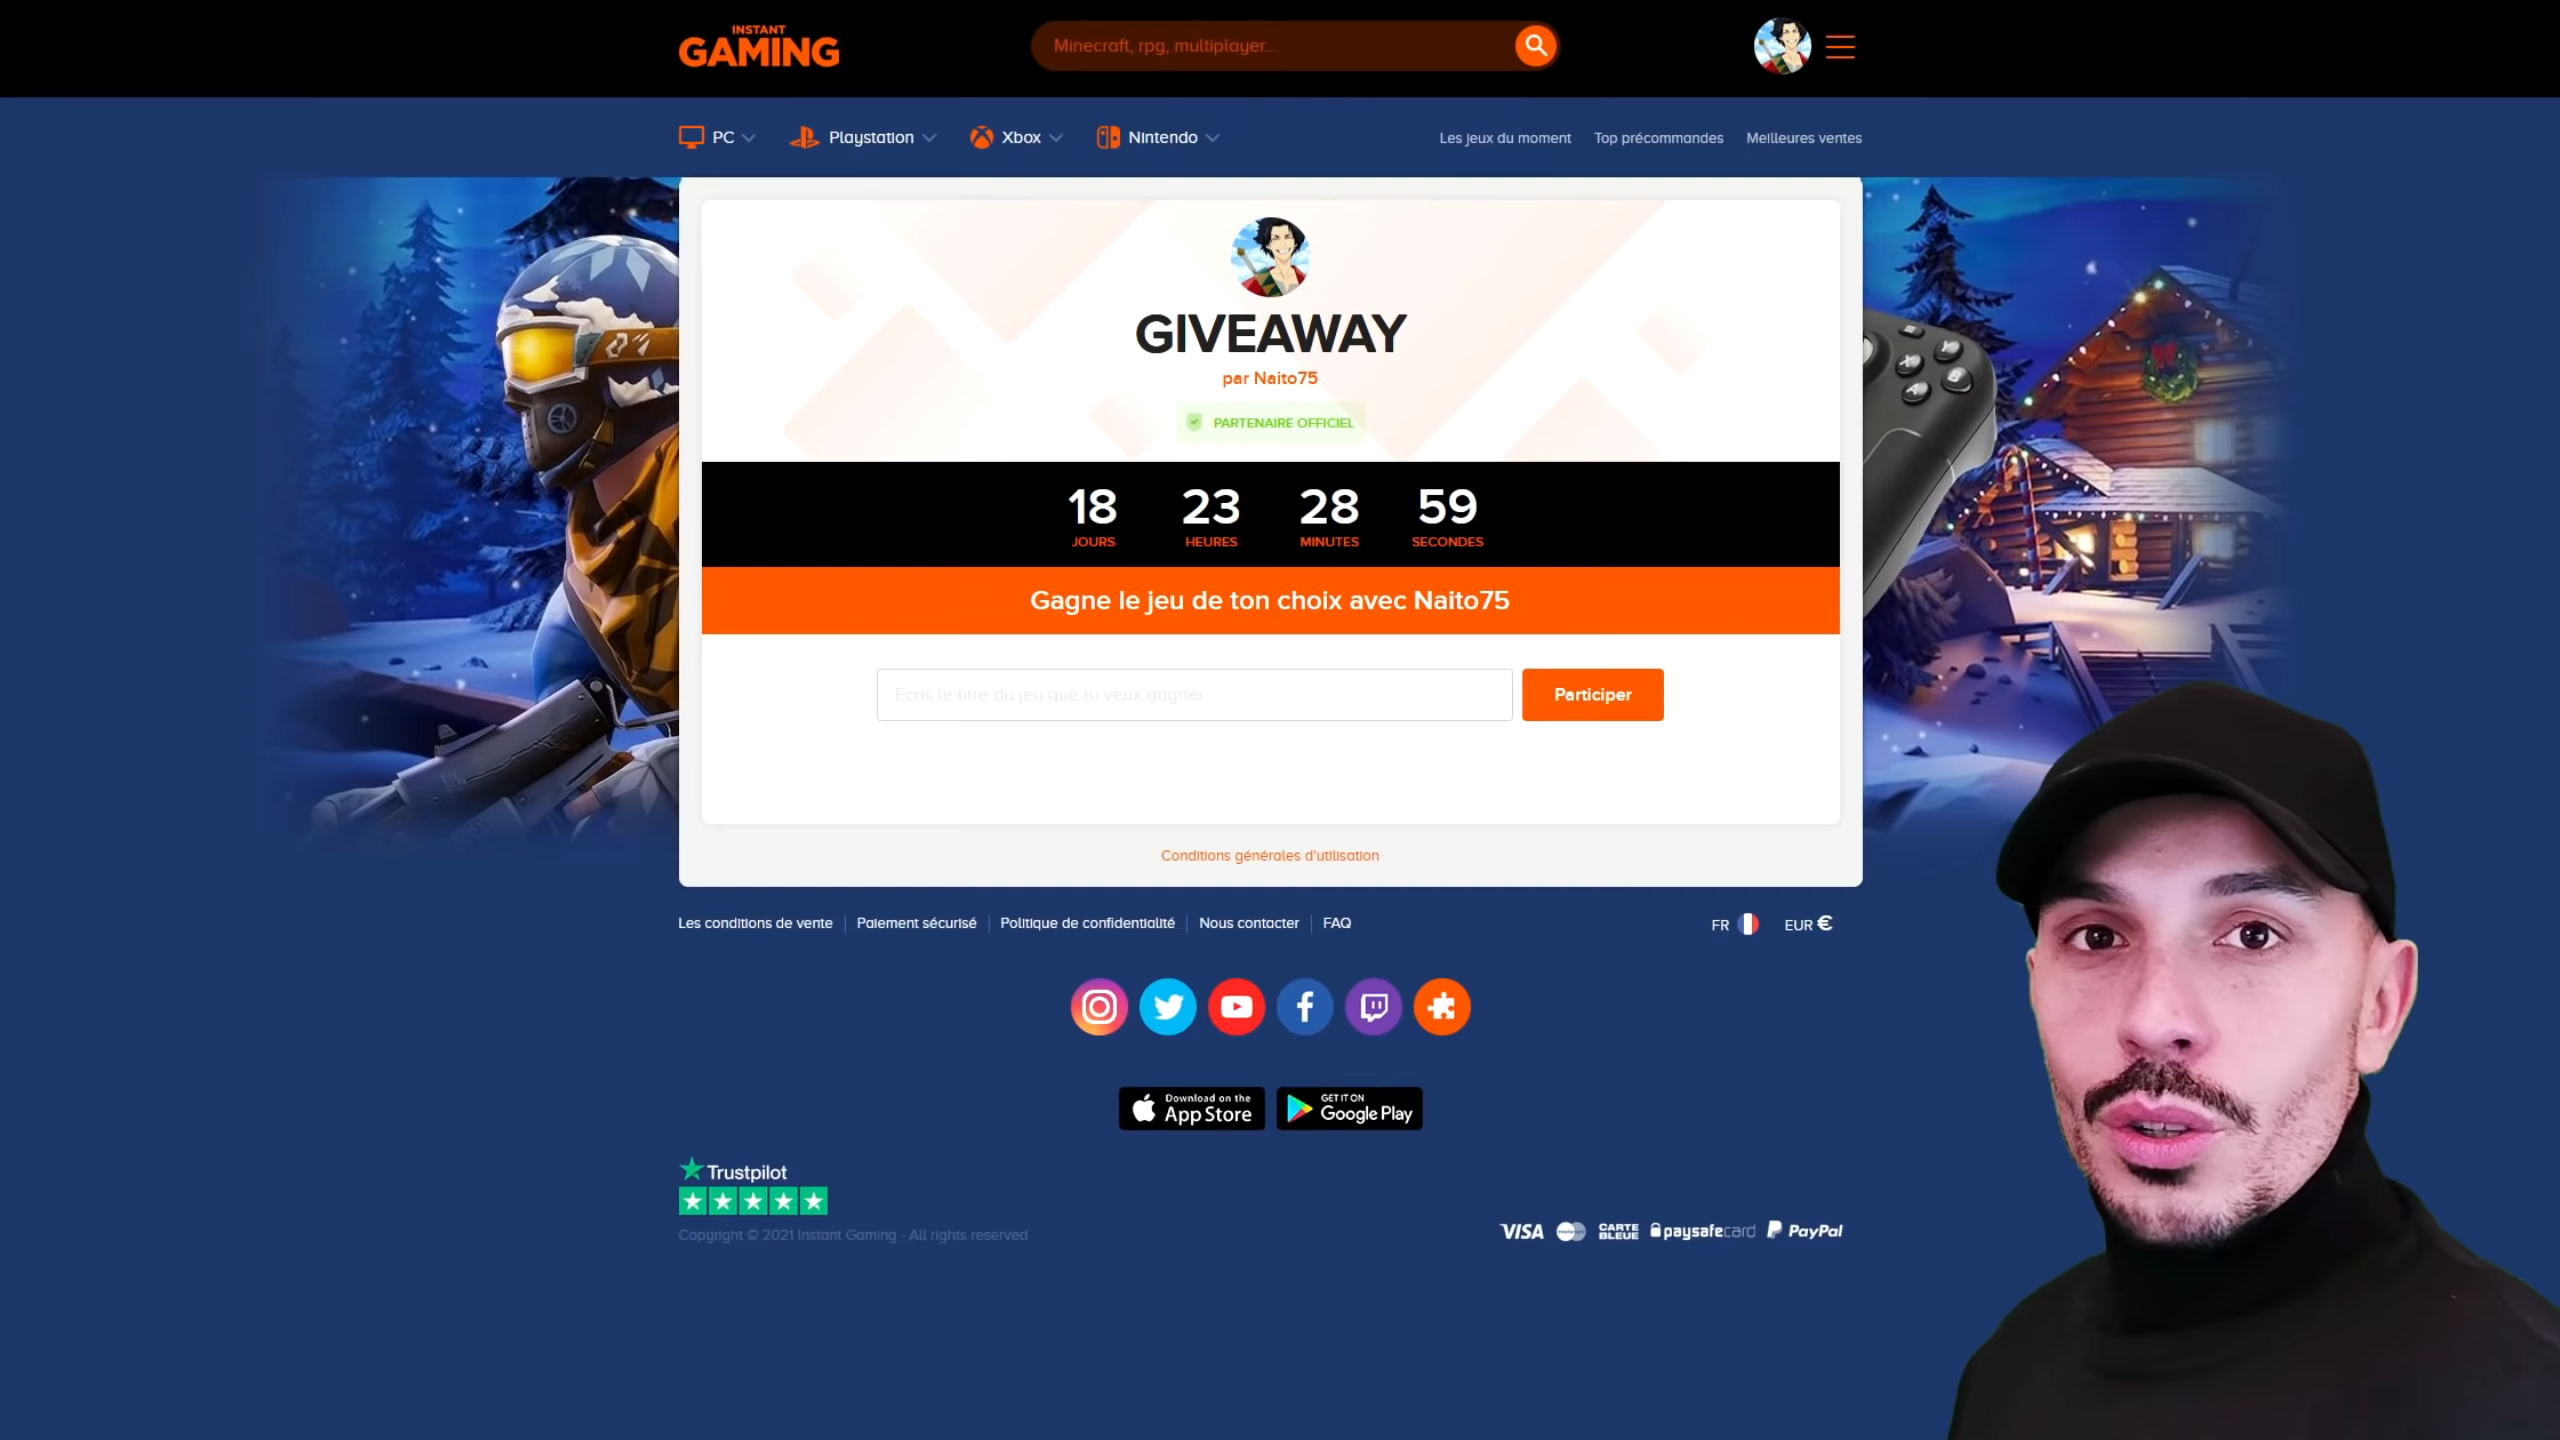 INSTANT
GAMING
Minecraft, rpg, multiplayer...
PC
Playstation
Xbox
Nintendo
Les jeux du moment
Top précommandes
Meilleures ventes
GIVEAWAY
par Naito75
PARTENAIRE OFFICIEL
18 23 28 59
JOURS HEURES MINUTES SECONDES
Gagne le jeu de ton choix avec Naito75
Ecris le titre du jeu que tu veux gagner
Participer
Conditions générales d'utilisation
Les conditions de vente
Paiement sécurisé
Politique de confidentialité
Nous contacter
FAQ
FR
EUR €
Download on the
App Store
GET IT ON
Google Play
Trustpilot
Copyright © 2021 Instant Gaming - All rights reserved
VISA
CARTE
BLEUE
paysafecard
PayPal
X
Y
A
B